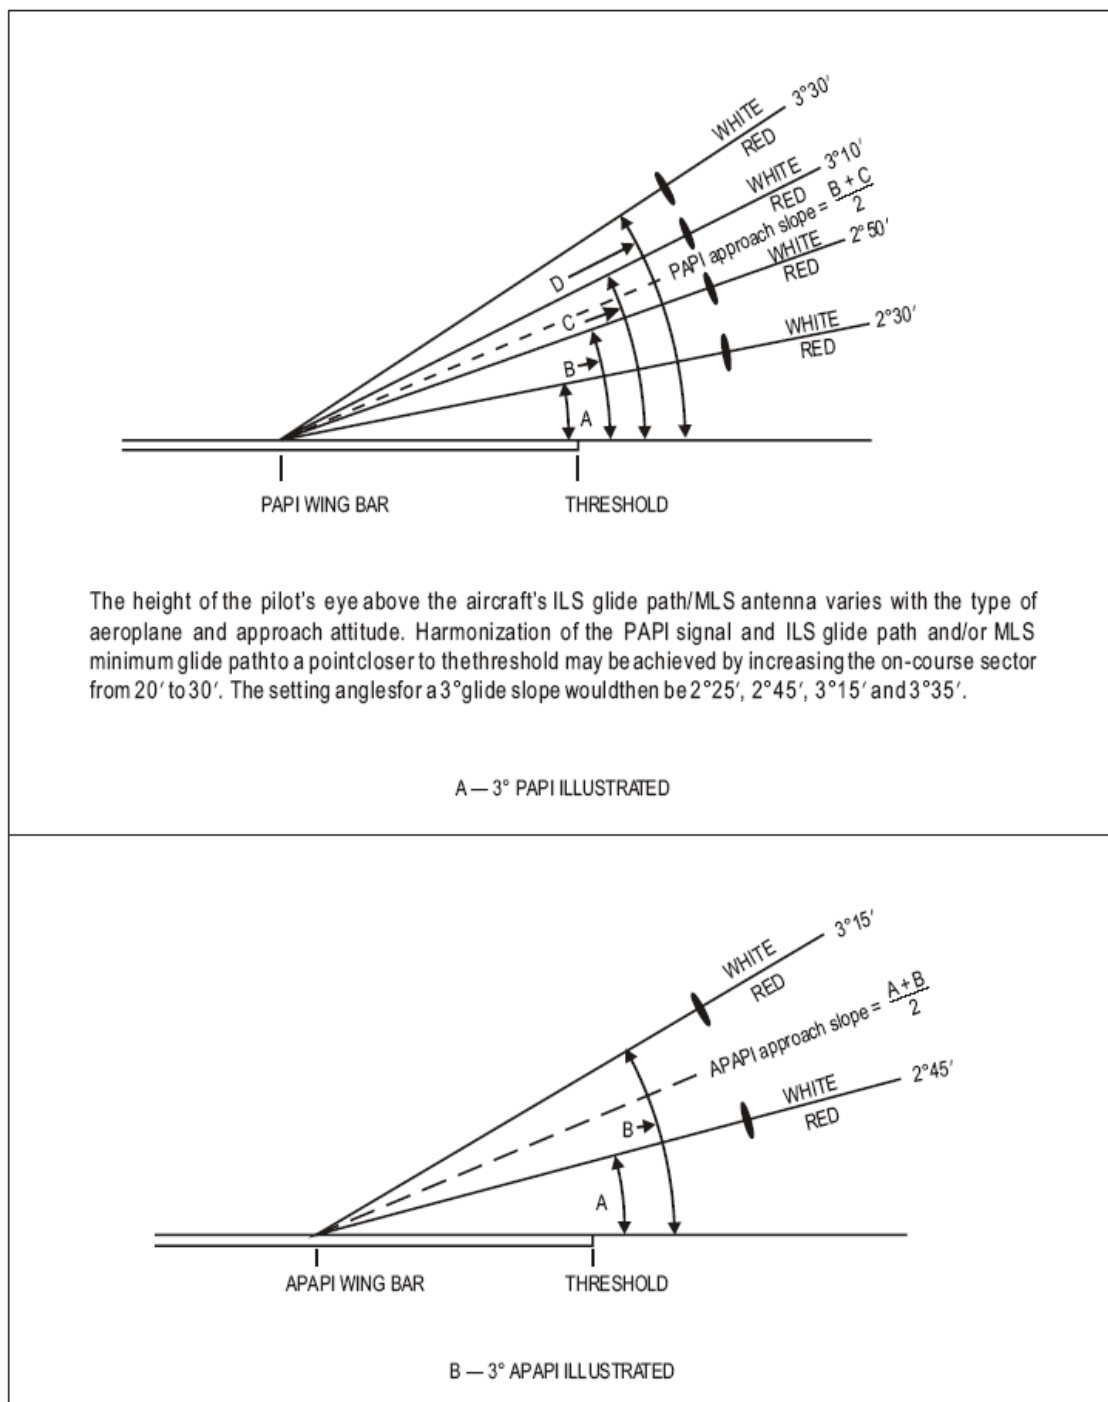 WHITE 3°30′
RED
WHITE 3°10′
RED
PAPI approach slope = B + C
2
WHITE 2°50′
RED
WHITE 2°30′
RED
D
C
B
A
PAPI WING BAR THRESHOLD
The height of the pilot's eye above the aircraft's ILS glide path/MLS antenna varies with the type of
aeroplane and approach attitude. Harmonization of the PAPI signal and ILS glide path and/or MLS
minimum glide path to a point closer to the threshold may be achieved by increasing the on-course sector
from 20′ to 30′. The setting angles for a 3° glide slope would then be 2°25′, 2°45′, 3°15′ and 3°35′.
A — 3° PAPI ILLUSTRATED
WHITE 3°15′
RED
APAPI approach slope = A + B
2
WHITE 2°45′
RED
B
A
APAPI WING BAR THRESHOLD
B — 3° APAPI ILLUSTRATED